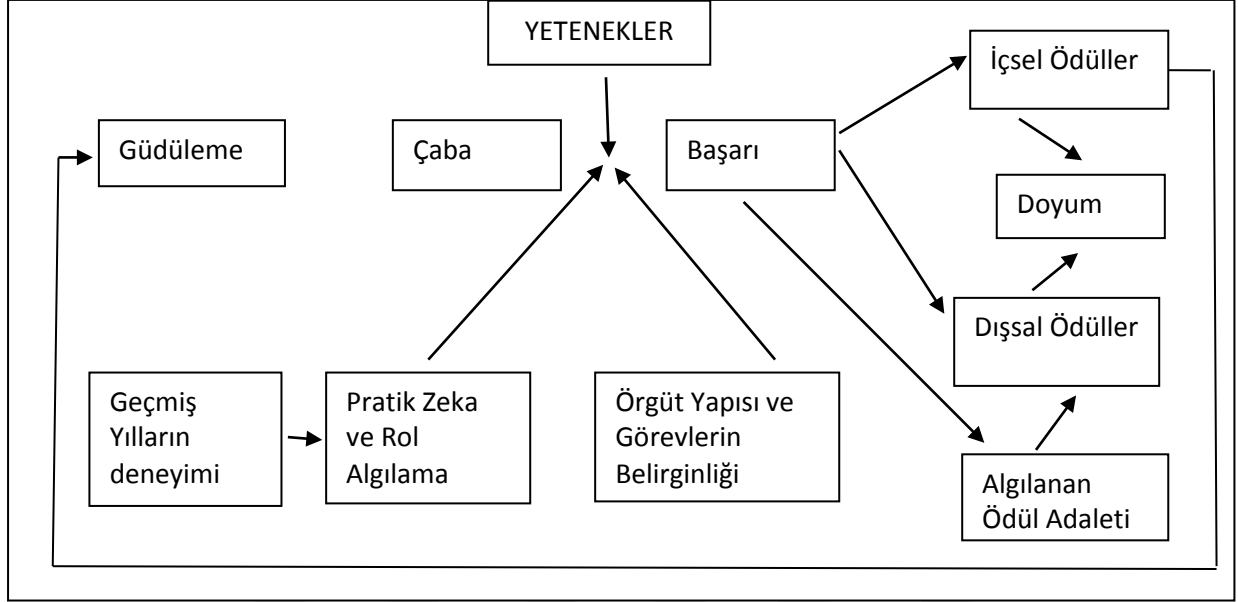 YETENEKLER
İçsel Ödüller
Güdüleme
Çaba
Başarı
Doyum
Dışsal Ödüller
Geçmiş
Yılların
deneyimi
Pratik Zeka
ve Rol
Algılama
Örgüt Yapısı ve
Görevlerin
Belirginliği
Algılanan
Ödül Adaleti